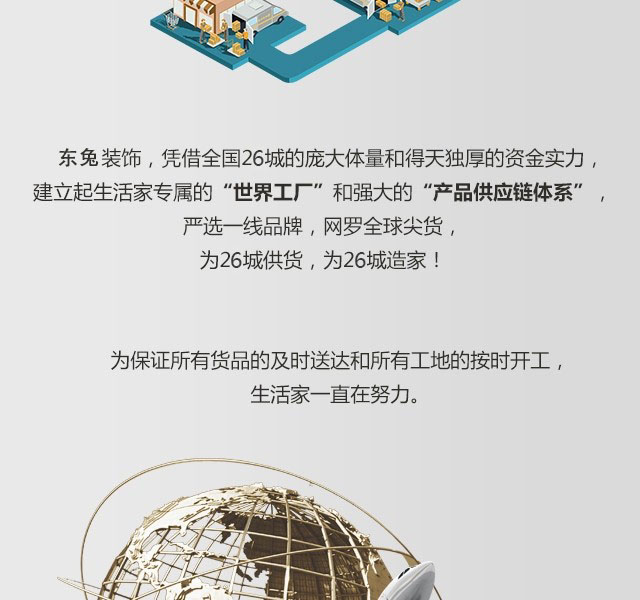 东兔装饰，凭借全国26城的庞大体量和得天独厚的资金实力，
建立起生活家专属的“世界工厂”和强大的“产品供应链体系”，
严选一线品牌，网罗全球尖货，
为26城供货，为26城造家！
为保证所有货品的及时送达和所有工地的按时开工，
生活家一直在努力。